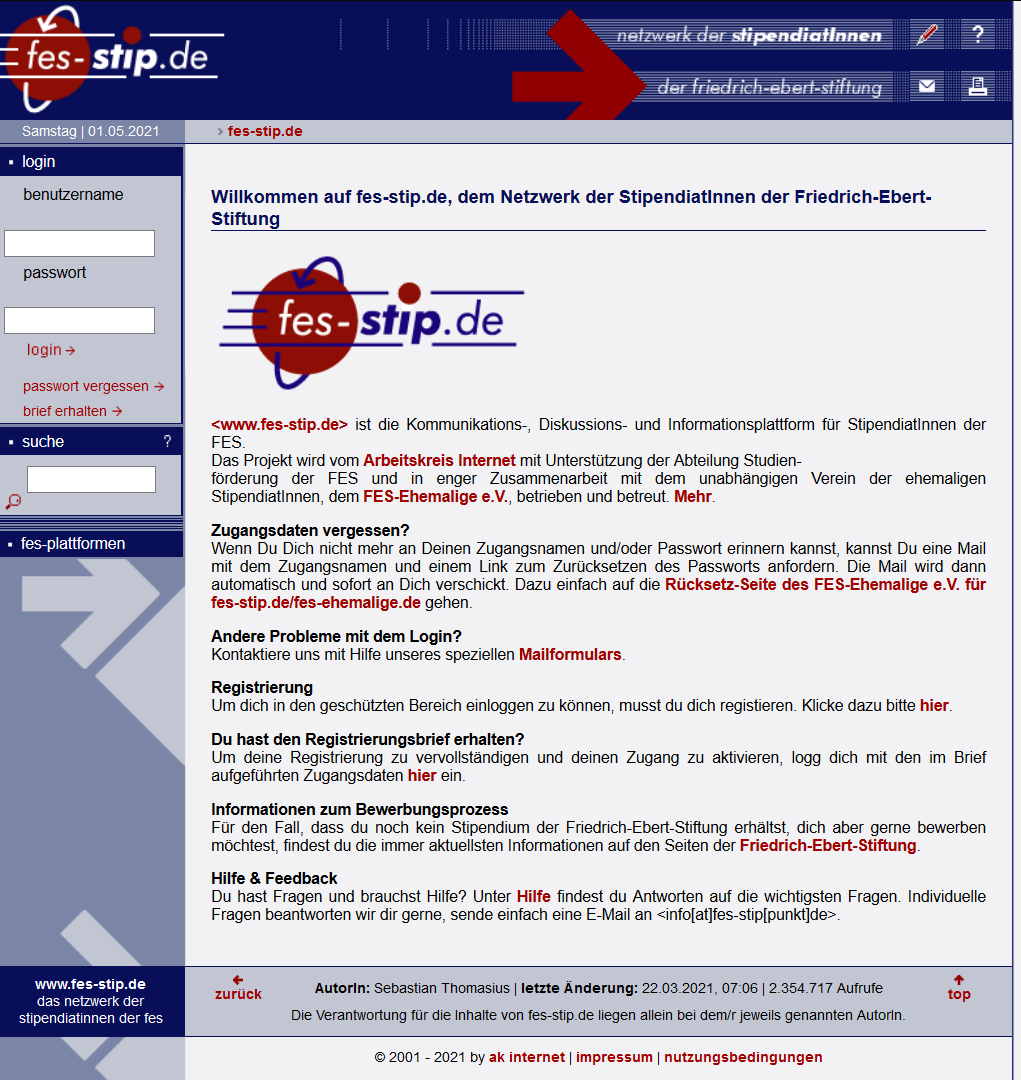 fes-stip.de
netzwerk der stipendiatInnen
?
der friedrich-ebert-stiftung
Samstag | 01.05.2021
> fes-stip.de
login
benutzername
passwort
login →
passwort vergessen →
brief erhalten →
suche ?
fes-plattformen
Willkommen auf fes-stip.de, dem Netzwerk der StipendiatInnen der Friedrich-Ebert-
Stiftung
fes-stip.de
<www.fes-stip.de> ist die Kommunikations-, Diskussions- und Informationsplattform für StipendiatInnen der
FES.
Das Projekt wird vom Arbeitskreis Internet mit Unterstützung der Abteilung Studien-
förderung der FES und in enger Zusammenarbeit mit dem unabhängigen Verein der ehemaligen
StipendiatInnen, dem FES-Ehemalige e.V., betrieben und betreut. Mehr.
Zugangsdaten vergessen?
Wenn Du Dich nicht mehr an Deinen Zugangsnamen und/oder Passwort erinnern kannst, kannst Du eine Mail
mit dem Zugangsnamen und einem Link zum Zurücksetzen des Passworts anfordern. Die Mail wird dann
automatisch und sofort an Dich verschickt. Dazu einfach auf die Rücksetz-Seite des FES-Ehemalige e.V. für
fes-stip.de/fes-ehemalige.de gehen.
Andere Probleme mit dem Login?
Kontaktiere uns mit Hilfe unseres speziellen Mailformulars.
Registrierung
Um dich in den geschützten Bereich einloggen zu können, musst du dich registieren. Klicke dazu bitte hier.
Du hast den Registrierungsbrief erhalten?
Um deine Registrierung zu vervollständigen und deinen Zugang zu aktivieren, logg dich mit den im Brief
aufgeführten Zugangsdaten hier ein.
Informationen zum Bewerbungsprozess
Für den Fall, dass du noch kein Stipendium der Friedrich-Ebert-Stiftung erhältst, dich aber gerne bewerben
möchtest, findest du die immer aktuellsten Informationen auf den Seiten der Friedrich-Ebert-Stiftung.
Hilfe & Feedback
Du hast Fragen und brauchst Hilfe? Unter Hilfe findest du Antworten auf die wichtigsten Fragen. Individuelle
Fragen beantworten wir dir gerne, sende einfach eine E-Mail an <info[at]fes-stip[punkt]de>.
www.fes-stip.de
das netzwerk der
stipendiatinnen der fes
zurück
AutorIn: Sebastian Thomasius | letzte Änderung: 22.03.2021, 07:06 | 2.354.717 Aufrufe
top
Die Verantwortung für die Inhalte von fes-stip.de liegen allein bei dem/r jeweils genannten AutorIn.
© 2001 - 2021 by ak internet | impressum | nutzungsbedingungen